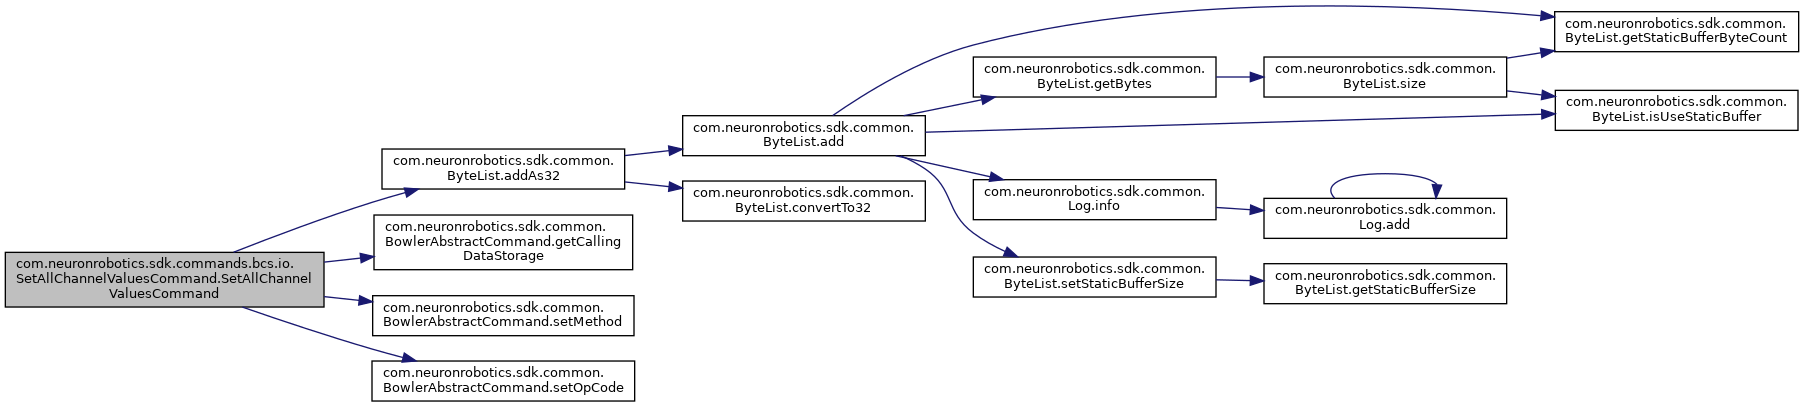 com.neuronrobotics.sdk.commands.bcs.io.
SetAllChannelValuesCommand.SetAllChannel
ValuesCommand
com.neuronrobotics.sdk.common.
ByteList.addAs32
com.neuronrobotics.sdk.common.
BowlerAbstractCommand.getCalling
DataStorage
com.neuronrobotics.sdk.common.
BowlerAbstractCommand.setMethod
com.neuronrobotics.sdk.common.
BowlerAbstractCommand.setOpCode
com.neuronrobotics.sdk.common.
ByteList.add
com.neuronrobotics.sdk.common.
ByteList.convertTo32
com.neuronrobotics.sdk.common.
ByteList.getBytes
com.neuronrobotics.sdk.common.
Log.info
com.neuronrobotics.sdk.common.
ByteList.setStaticBufferSize
com.neuronrobotics.sdk.common.
ByteList.size
com.neuronrobotics.sdk.common.
Log.add
com.neuronrobotics.sdk.common.
ByteList.getStaticBufferSize
com.neuronrobotics.sdk.common.
ByteList.getStaticBufferByteCount
com.neuronrobotics.sdk.common.
ByteList.isUseStaticBuffer